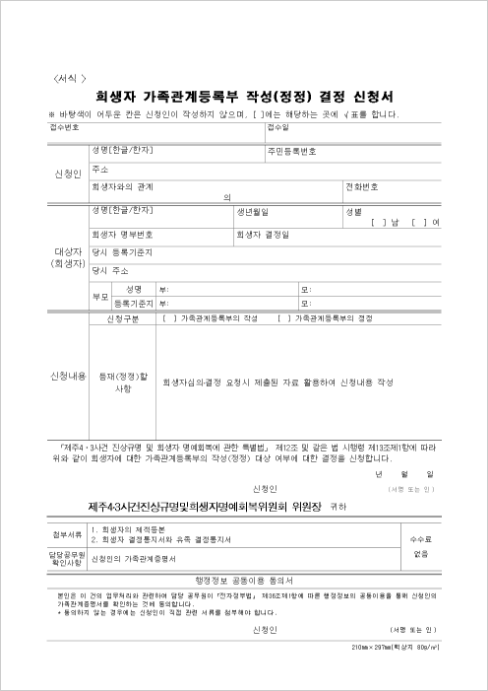 〈서식 〉
희생자 가족관계등록부 작성(정정) 결정 신청서
※ 바탕색이 어두운 칸은 신청인이 작성하지 않으며, [ ]에는 해당하는 곳에 √표를 합니다.
접수번호 접수일
신청인
성명[한글/한자] 주민등록번호
주소
희생자와의 관계 의 전화번호
대상자
(희생자)
성명[한글/한자] 생년월일 성별 [ ] 남 [ ] 여
희생자 명부번호 희생자 결정일
당시 등록기준지
당시 주소
부모 성명 부: 모:
등록기준지 부: 모:
신청내용
신청구분 [ ] 가족관계등록부의 작성 [ ] 가족관계등록부의 정정
등재(정정)할
사항
희생자심의·결정 요청시 제출된 자료 활용하여 신청내용 작성
「제주4·3사건 진상규명 및 희생자 명예회복에 관한 특별법」 제12조 및 같은 법 시행령 제13조제1항에 따라
위와 같이 희생자에 대한 가족관계등록부의 작성(정정) 대상 여부에 대한 결정을 신청합니다.
년 월 일
신청인 (서명 또는 인)
제주4·3사건진상규명및희생자명예회복위원회 위원장 귀하
첨부서류
1. 희생자의 제적등본
2. 희생자 결정통지서와 유족 결정통지서
수수료
없음
담당공무원
확인사항
신청인의 가족관계증명서
행정정보 공동이용 동의서
본인은 이 건의 업무처리와 관련하여 담당 공무원이 「전자정부법」 제36조제1항에 따른 행정정보의 공동이용을 통해 신청인의
가족관계증명서를 확인하는 것에 동의합니다.
* 동의하지 않는 경우에는 신청인이 직접 관련 서류를 첨부해야 합니다.
신청인 (서명 또는 인)
210㎜×297㎜[백상지 80g/㎡]